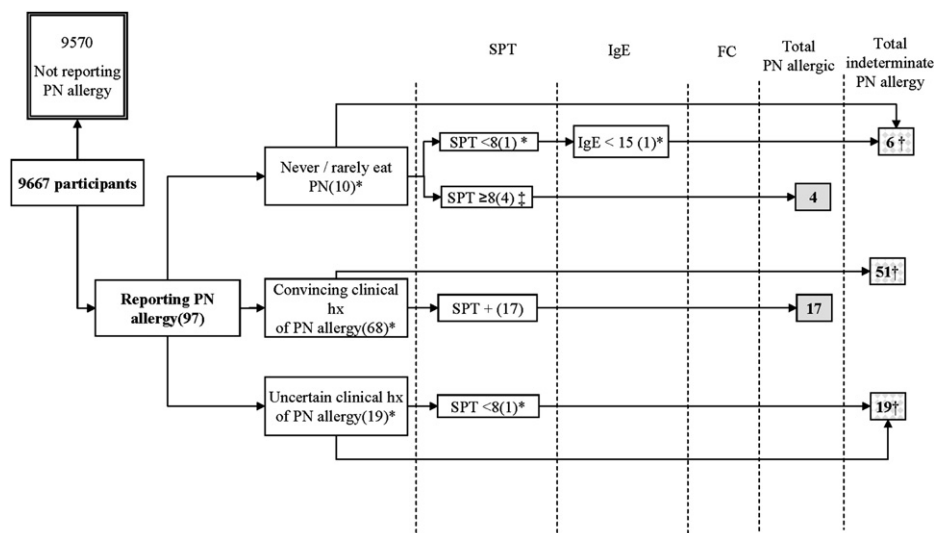 9570
Not reporting
PN allergy
SPT
IgE
FC
Total
PN allergic
Total
indeterminate
PN allergy
9667 participants
Never / rarely eat
PN(10)*
SPT <8(1) *
IgE < 15 (1)*
6 †
SPT ≥8(4) ‡
4
Reporting PN
allergy(97)
Convincing clinical
hx
of PN allergy(68)*
51†
SPT + (17)
17
Uncertain clinical hx
of PN allergy(19)*
SPT <8(1)*
19†